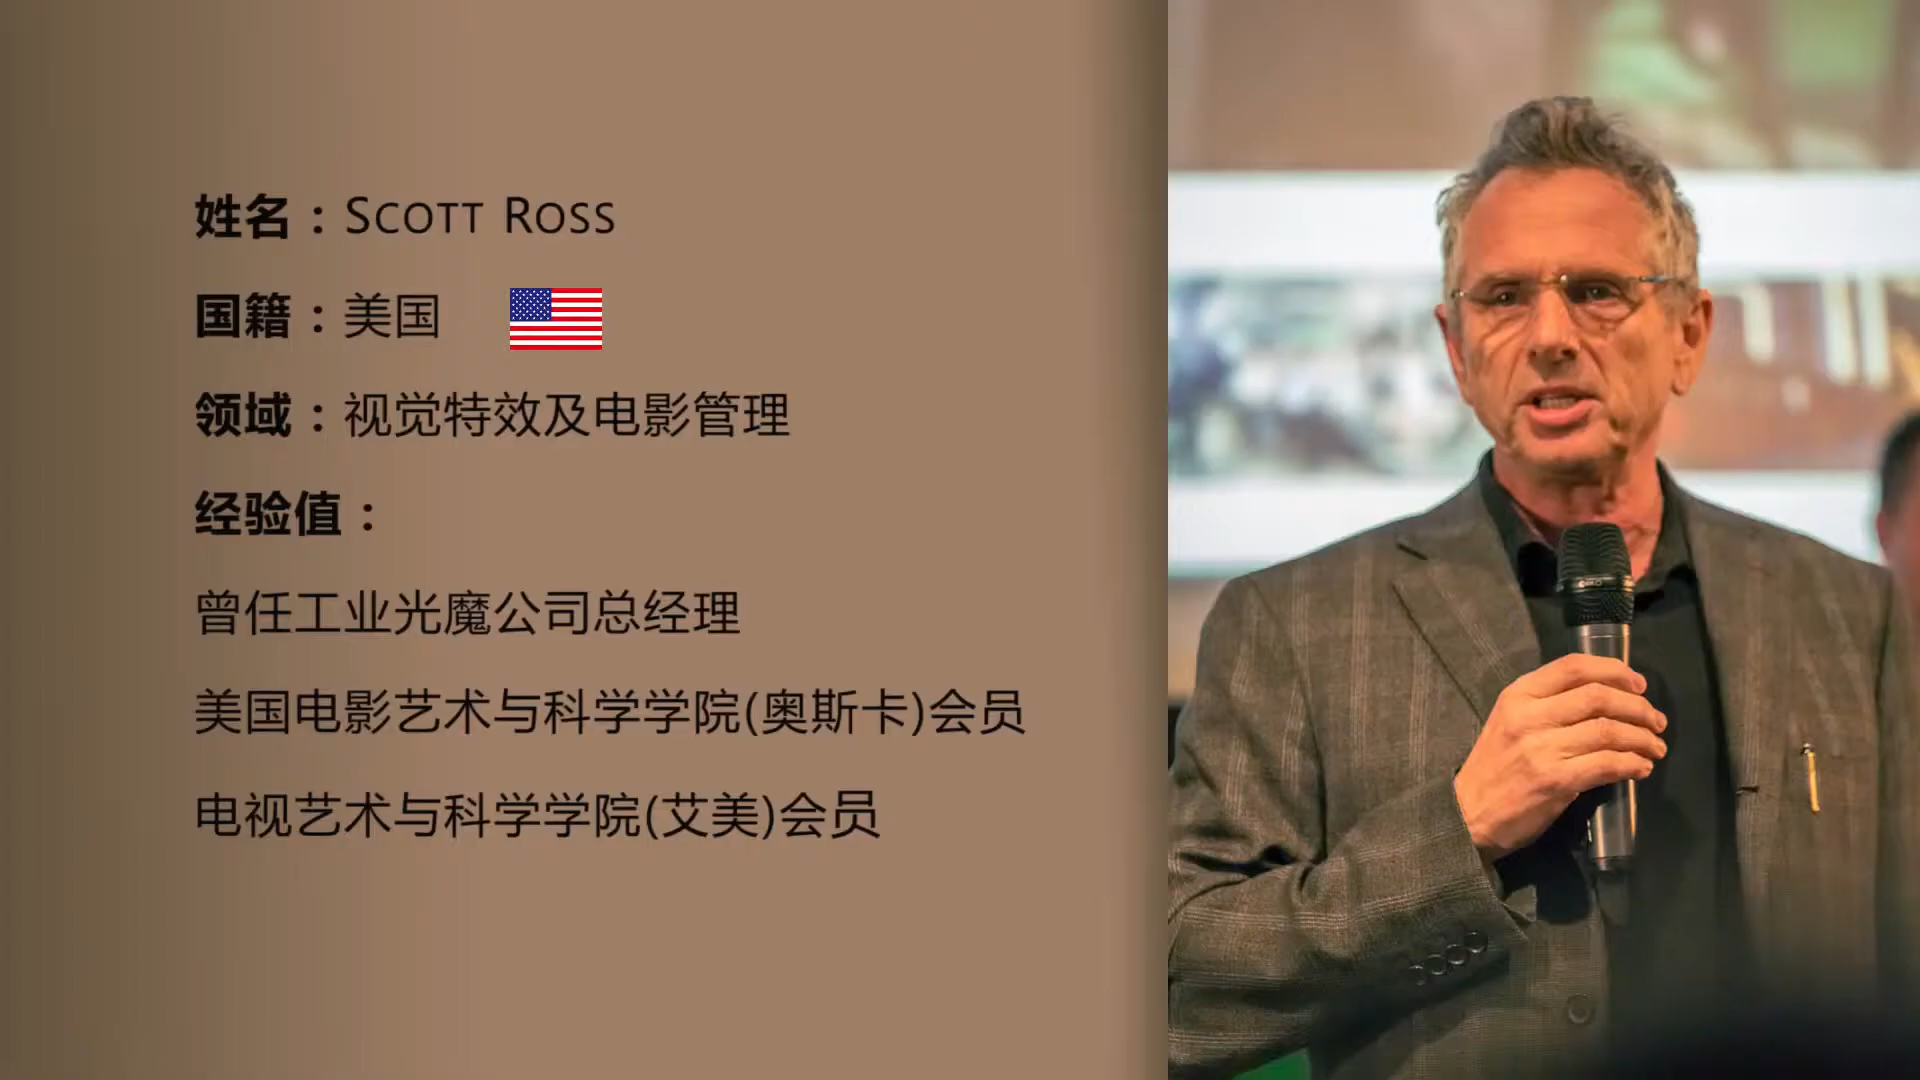 姓名：SCOTT ROSS
国籍：美国
领域：视觉特效及电影管理
经验值：
曾任工业光魔公司总经理
美国电影艺术与科学学院(奥斯卡)会员
电视艺术与科学学院(艾美)会员